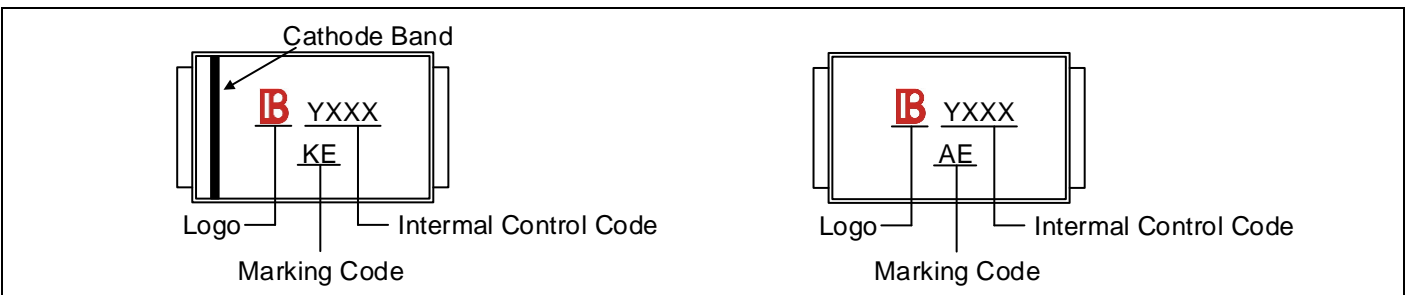 Cathode Band
B YXXX
KE
Logo Intermal Control Code
Marking Code
B YXXX
AE
Logo Intermal Control Code
Marking Code